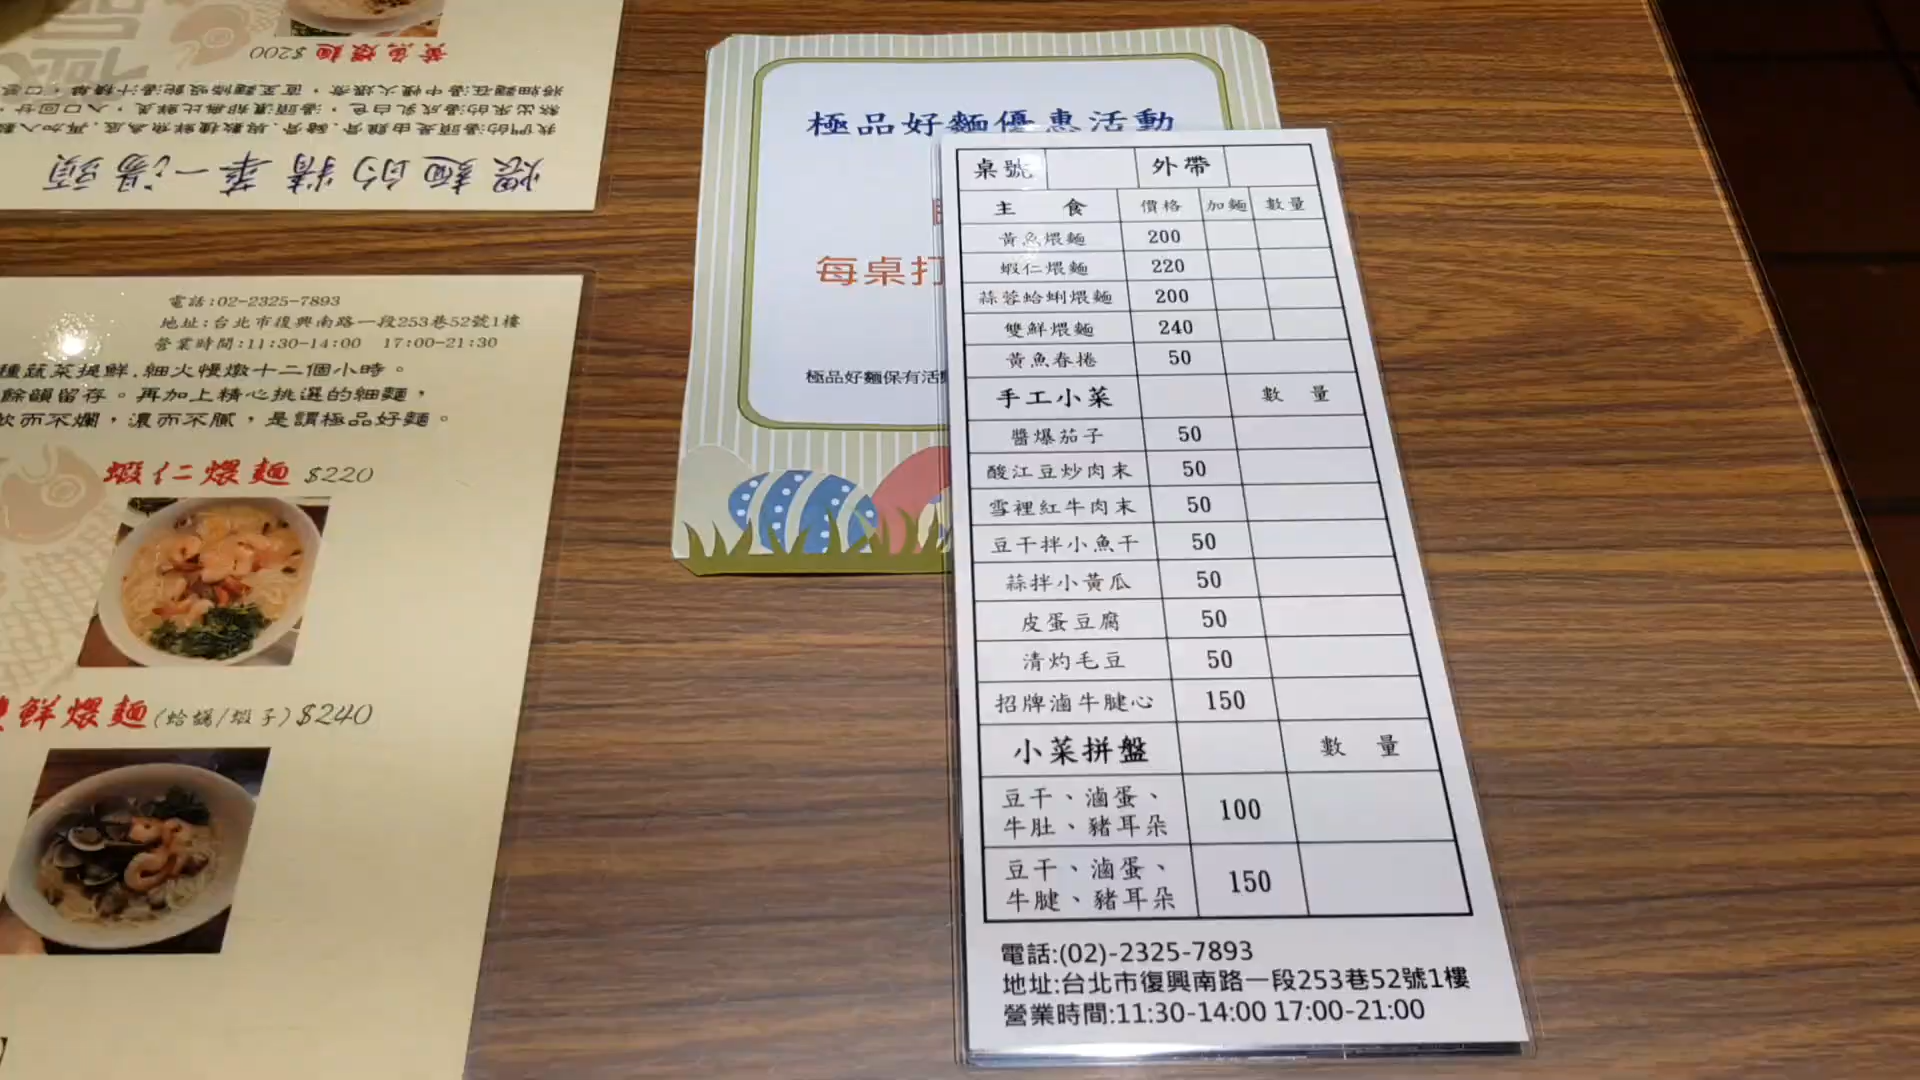 黃魚煨麵 $200
煨麵的精華一湯頭
電話:02-2325-7893
地址:台北市復興南路一段253巷52號1樓
營業時間:11:30-14:00 17:00-21:30
種蔬菜提鮮.細火慢燉十二個小時。
餘韻留存。再加上精心挑選的細麵，
軟而不爛，濃而不膩，是謂極品好麵。
蝦仁煨麵 $220
鮮煨麵(蛤蠣/蝦子)$240
極品好麵優惠活動
每桌打
極品好麵保有活
桌號 外帶
主 食 價格 加麵 數量
黃魚煨麵 200
蝦仁煨麵 220
蒜蓉蛤蜊煨麵 200
雙鮮煨麵 240
黃魚春捲 50
手工小菜 數 量
醬爆茄子 50
酸江豆炒肉末 50
雪裡紅牛肉末 50
豆干拌小魚干 50
蒜拌小黃瓜 50
皮蛋豆腐 50
清灼毛豆 50
招牌滷牛腱心 150
小菜拼盤 數 量
豆干、滷蛋、
牛肚、豬耳朵 100
豆干、滷蛋、
牛腱、豬耳朵 150
電話:(02)-2325-7893
地址:台北市復興南路一段253巷52號1樓
營業時間:11:30-14:00 17:00-21:00